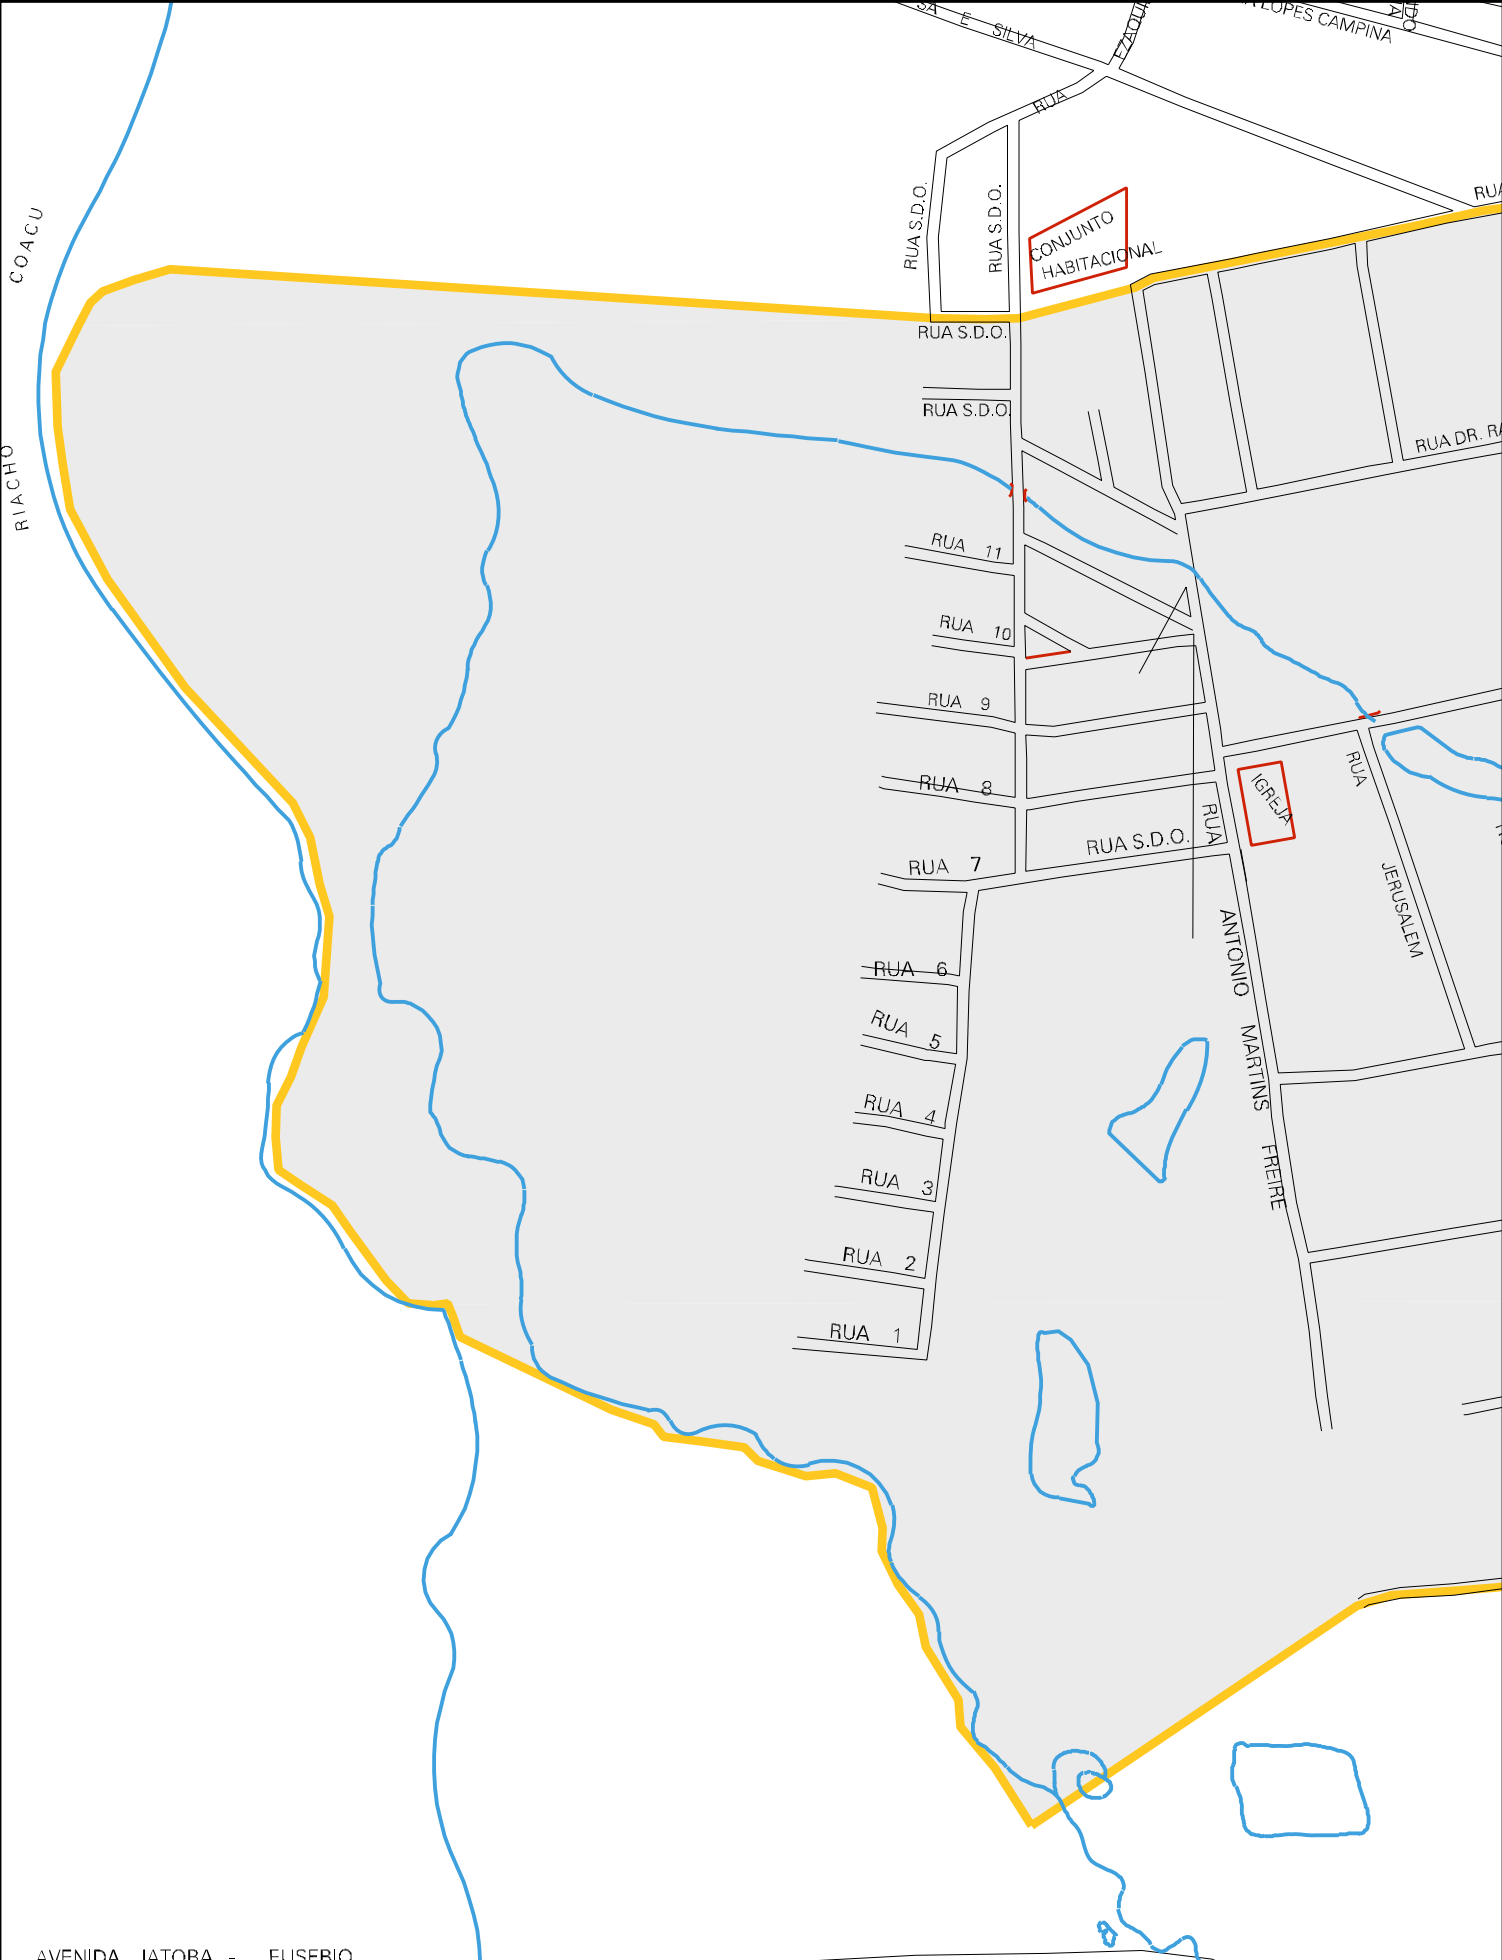 SILVA
E
LOPES CAMPINA
RUA
RUA
RUA S.D.O.
RUA S.D.O.
CONJUNTO
HABITACIONAL
COACU
RIACHO
RUA S.D.O.
RUA S.D.O.
RUA DR.
RUA 11
RUA 10
RUA 9
RUA 8
RUA 7
RUA S.D.O.
IGREJA
RUA JERUSALEM
RUA ANTONIO MARTINS FREIRE
RUA 6
RUA 5
RUA 4
RUA 3
RUA 2
RUA 1
AVENIDA JATOBA - EUSEBIO